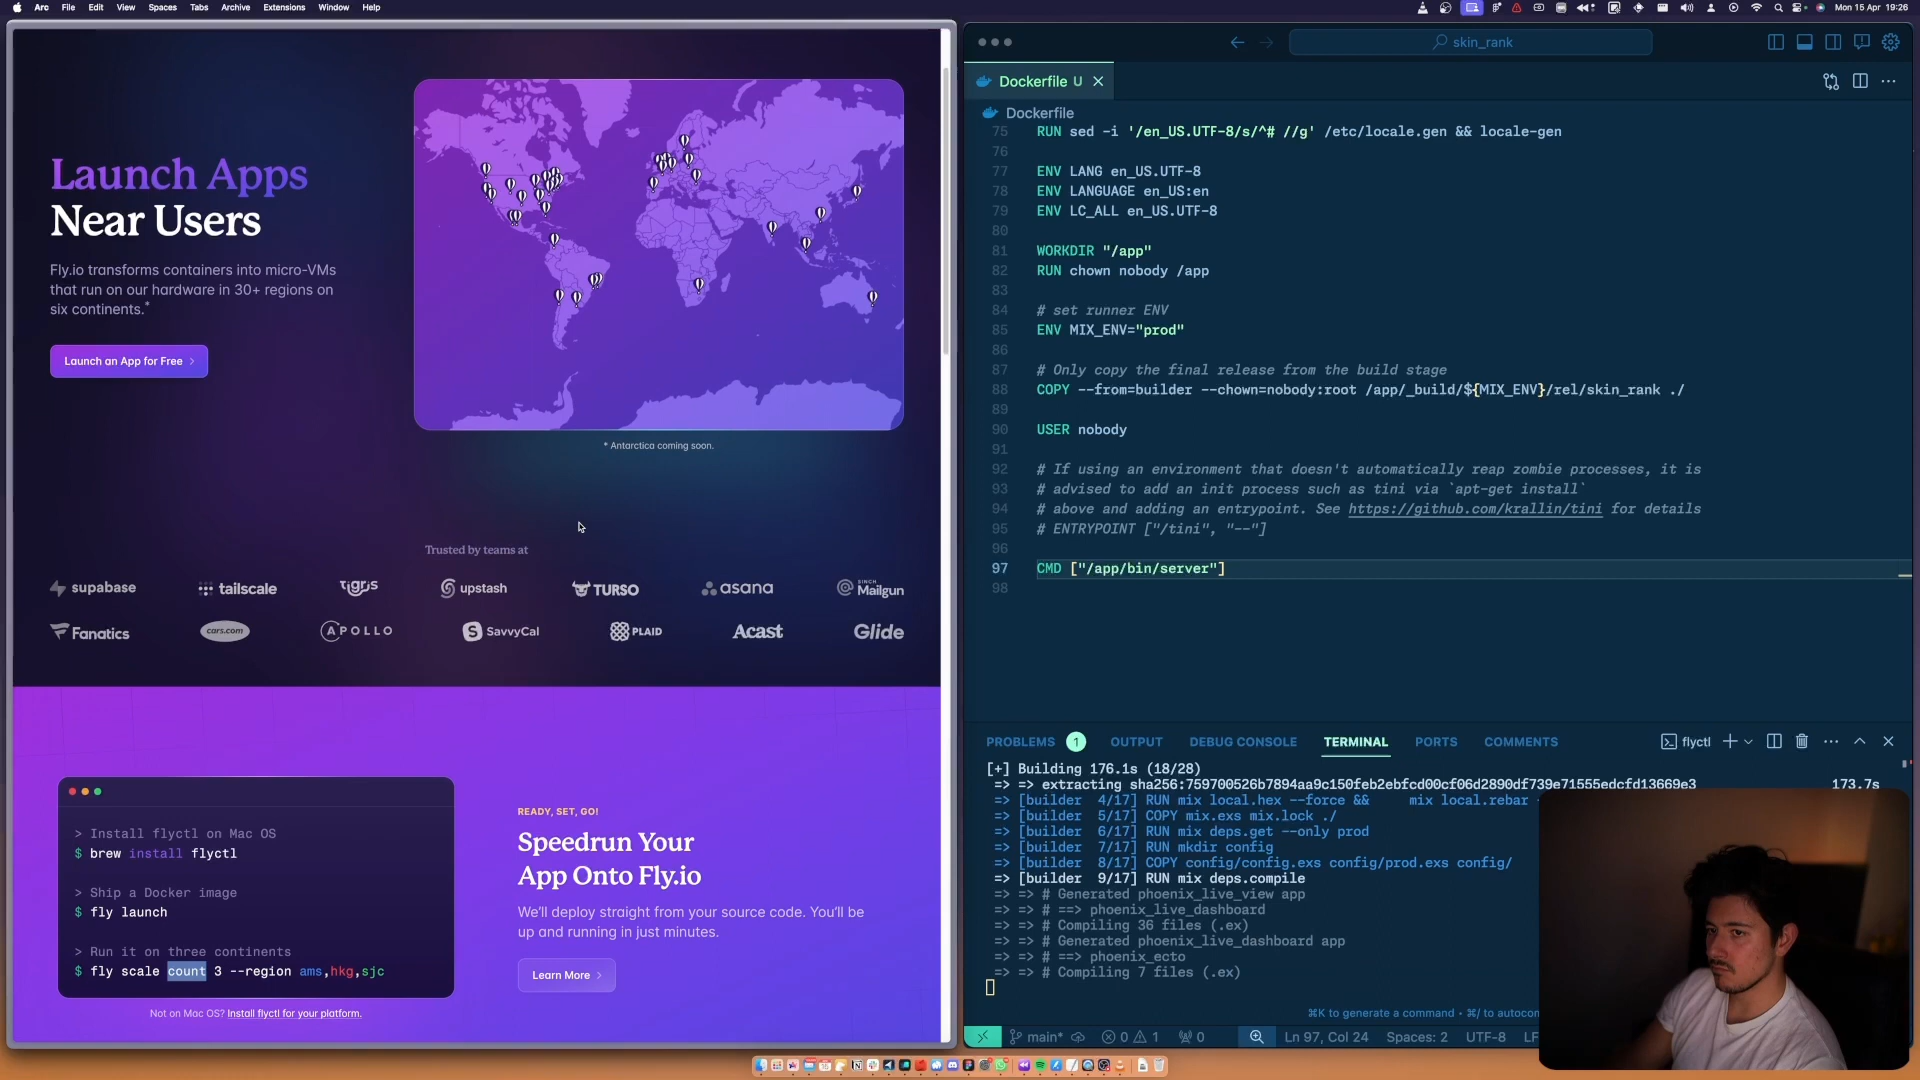 Arc File Edit View Spaces Tabs Archive Extensions Window Help
Mon 15 Apr 19:26
Launch Apps
Near Users
Fly.io transforms containers into micro-VMs
that run on our hardware in 30+ regions on
six continents.*
Launch an App for Free
* Antarctica coming soon.
Trusted by teams at
supabase
tailscale
Tigris
upstash
TURSO
asana
SINCH
Mailgun
Fanatics
cars.com
APOLLO
SavvyCal
PLAID
Acast
Glide
> Install flyctl on Mac OS
$ brew install flyctl
> Ship a Docker image
$ fly launch
> Run it on three continents
$ fly scale count 3 --region ams,hkg,sjc
Not on Mac OS? Install flyctl for your platform.
READY, SET, GO!
Speedrun Your
App Onto Fly.io
We'll deploy straight from your source code. You'll be
up and running in just minutes.
Learn More
skin_rank
Dockerfile U
Dockerfile
75 RUN sed -i '/en_US.UTF-8/s/^# //g' /etc/locale.gen && locale-gen
76
77 ENV LANG en_US.UTF-8
78 ENV LANGUAGE en_US:en
79 ENV LC_ALL en_US.UTF-8
80
81 WORKDIR "/app"
82 RUN chown nobody /app
83
84 # set runner ENV
85 ENV MIX_ENV="prod"
86
87 # Only copy the final release from the build stage
88 COPY --from=builder --chown=nobody:root /app/_build/${MIX_ENV}/rel/skin_rank ./
89
90 USER nobody
91
92 # If using an environment that doesn't automatically reap zombie processes, it is
93 # advised to add an init process such as tini via `apt-get install`
94 # above and adding an entrypoint. See https://github.com/krallin/tini for details
95 # ENTRYPOINT ["/tini", "--"]
96
97 CMD ["/app/bin/server"]
98
PROBLEMS 1 OUTPUT DEBUG CONSOLE TERMINAL PORTS COMMENTS flyctl
[+] Building 176.1s (18/28)
=> => extracting sha256:759700526b7894aa9c150feb2ebfcd00cf06d2890df739e71555edcfd13669e3 173.7s
=> [builder 4/17] RUN mix local.hex --force && mix local.rebar
=> [builder 5/17] COPY mix.exs mix.lock ./
=> [builder 6/17] RUN mix deps.get --only prod
=> [builder 7/17] RUN mkdir config
=> [builder 8/17] COPY config/config.exs config/prod.exs config/
=> [builder 9/17] RUN mix deps.compile
=> => # Generated phoenix_live_view app
=> => # ==> phoenix_live_dashboard
=> => # Compiling 36 files (.ex)
=> => # Generated phoenix_live_dashboard app
=> => # ==> phoenix_ecto
=> => # Compiling 7 files (.ex)
⌘K to generate a command · ⌘/ to autocom
main* 0 1 0 Ln 97, Col 24 Spaces: 2 UTF-8 LF